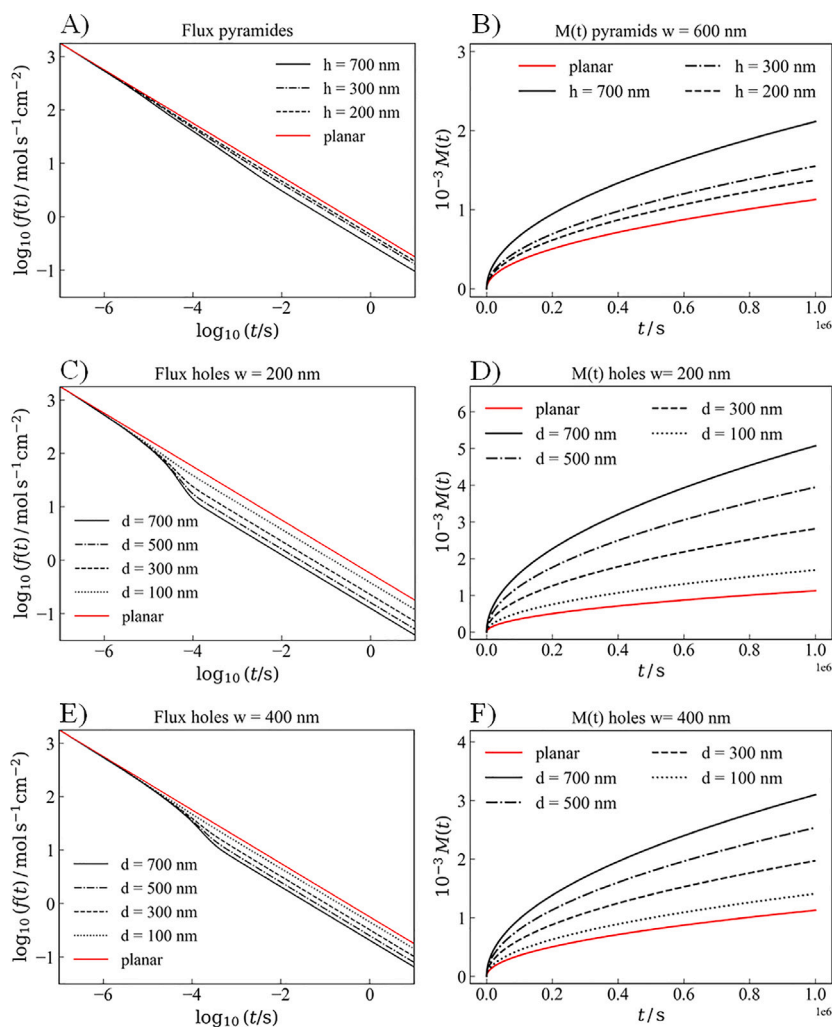 A)
Flux pyramides
h = 700 nm
h = 300 nm
h = 200 nm
planar
3
2
1
0
−1
−6
−4
−2
0
log₁₀ (f(t) / mol s⁻¹cm⁻²)
log₁₀ (t/s)
B)
M(t) pyramids w = 600 nm
planar
h = 300 nm
h = 700 nm
h = 200 nm
3
2
1
0
0.0
0.2
0.4
0.6
0.8
1.0
1e6
10⁻³ M(t)
t / s
C)
Flux holes w = 200 nm
3
2
1
0
−1
d = 700 nm
d = 500 nm
d = 300 nm
d = 100 nm
planar
−6
−4
−2
0
log₁₀ (f(t) / mol s⁻¹cm⁻²)
log₁₀ (t/s)
D)
M(t) holes w= 200 nm
planar
d = 300 nm
d = 700 nm
d = 100 nm
d = 500 nm
6
5
4
3
2
1
0
0.0
0.2
0.4
0.6
0.8
1.0
1e6
10⁻³ M(t)
t / s
E)
Flux holes w = 400 nm
3
2
1
0
−1
d = 700 nm
d = 500 nm
d = 300 nm
d = 100 nm
planar
−6
−4
−2
0
log₁₀ (f(t) / mol s⁻¹cm⁻²)
log₁₀ (t/s)
F)
M(t) holes w= 400 nm
planar
d = 300 nm
d = 700 nm
d = 100 nm
d = 500 nm
4
3
2
1
0
0.0
0.2
0.4
0.6
0.8
1.0
1e6
10⁻³ M(t)
t / s